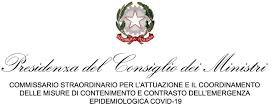 Presidenza del Consiglio dei Ministri
COMMISSARIO STRAORDINARIO PER L'ATTUAZIONE E IL COORDINAMENTO
DELLE MISURE DI CONTENIMENTO E CONTRASTO DELL'EMERGENZA
EPIDEMIOLOGICA COVID-19